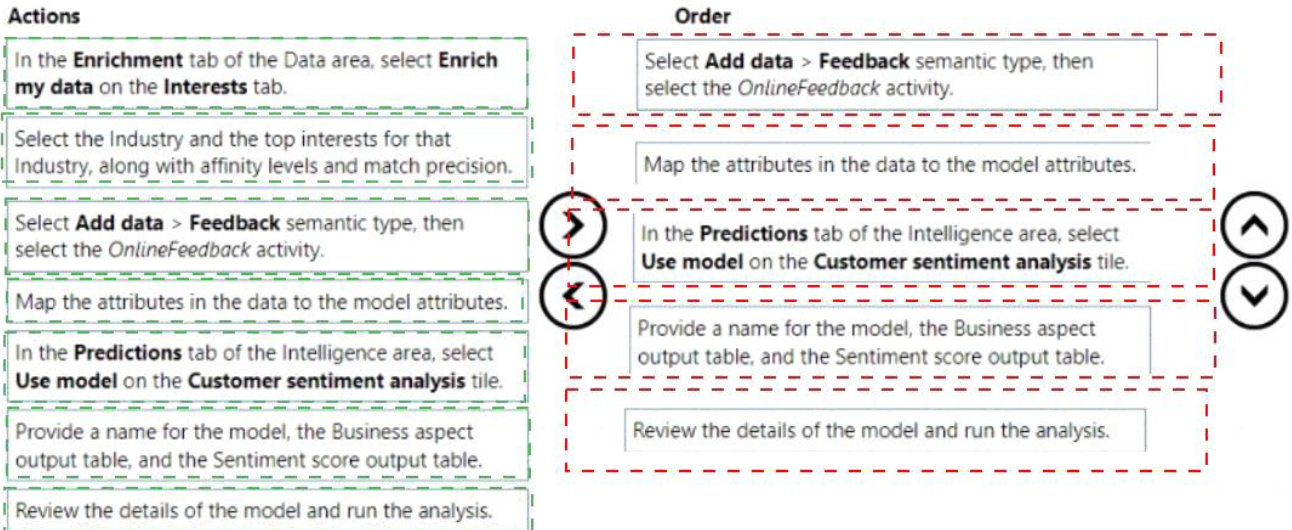 Actions
In the Enrichment tab of the Data area, select Enrich
my data on the Interests tab.
Select the Industry and the top interests for that
Industry, along with affinity levels and match precision.
Select Add data > Feedback semantic type, then
select the OnlineFeedback activity.
Map the attributes in the data to the model attributes.
In the Predictions tab of the Intelligence area, select
Use model on the Customer sentiment analysis tile.
Provide a name for the model, the Business aspect
output table, and the Sentiment score output table.
Review the details of the model and run the analysis.
Order
Select Add data > Feedback semantic type, then
select the OnlineFeedback activity.
Map the attributes in the data to the model attributes.
In the Predictions tab of the Intelligence area, select
Use model on the Customer sentiment analysis tile.
Provide a name for the model, the Business aspect
output table, and the Sentiment score output table.
Review the details of the model and run the analysis.